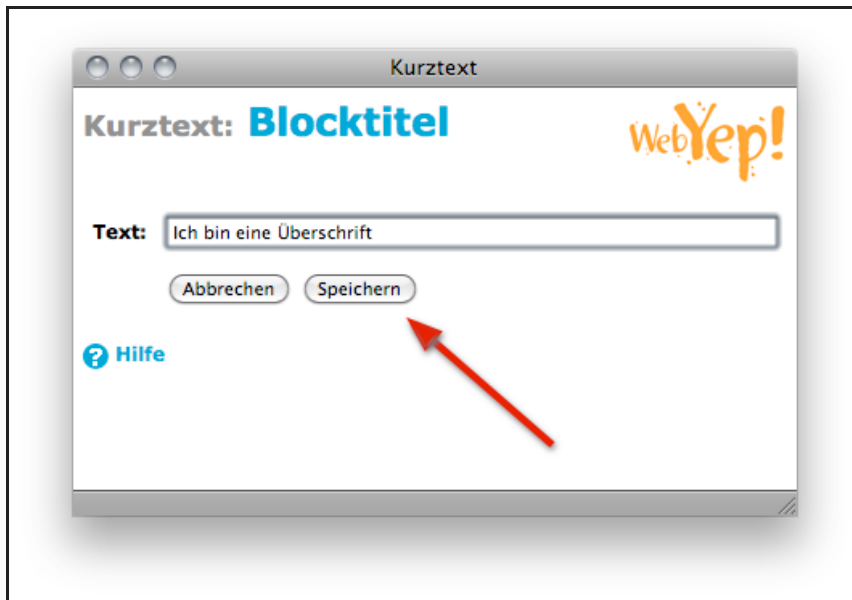 Kurztext
Kurztext: Blocktitel
WebYep!
Text: Ich bin eine Überschrift
Abbrechen Speichern
? Hilfe